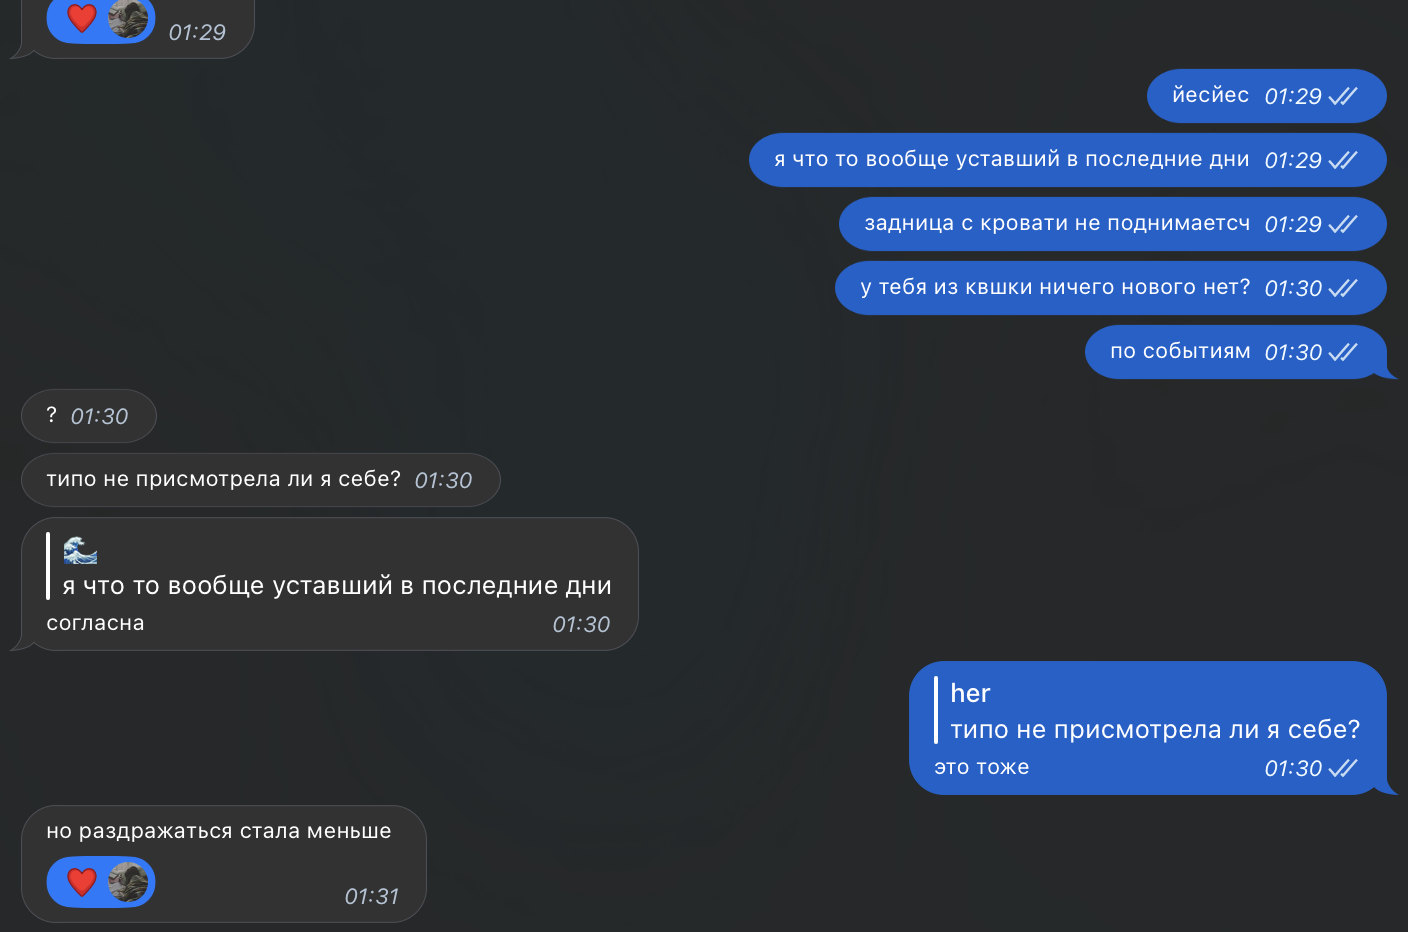 01:29
йесйес 01:29
я что то вообще уставший в последние дни 01:29
задница с кровати не поднимаетсч 01:29
у тебя из квшки ничего нового нет? 01:30
по событиям 01:30
? 01:30
типо не присмотрела ли я себе? 01:30
🌊
я что то вообще уставший в последние дни
согласна 01:30
her
типо не присмотрела ли я себе?
это тоже 01:30
но раздражаться стала меньше
❤️ 01:31